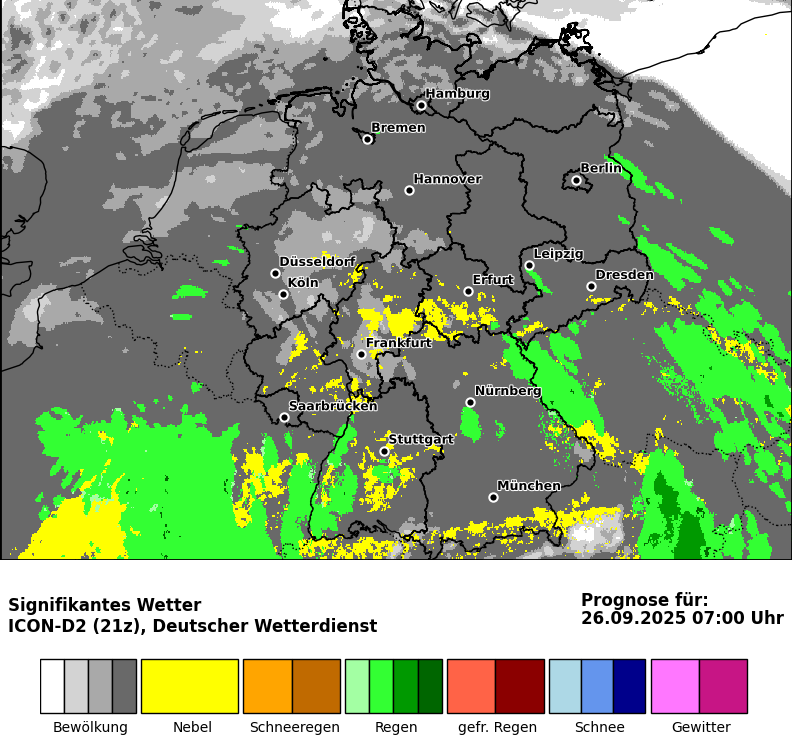 Hamburg
Bremen
Berlin
Hannover
Leipzig
Düsseldorf
Dresden
Köln
Erfurt
Frankfurt
Nürnberg
Saarbrücken
Stuttgart
München
Signifikantes Wetter
ICON-D2 (21z), Deutscher Wetterdienst
Prognose für:
26.09.2025 07:00 Uhr
Bewölkung Nebel Schneeregen Regen gefr. Regen Schnee Gewitter